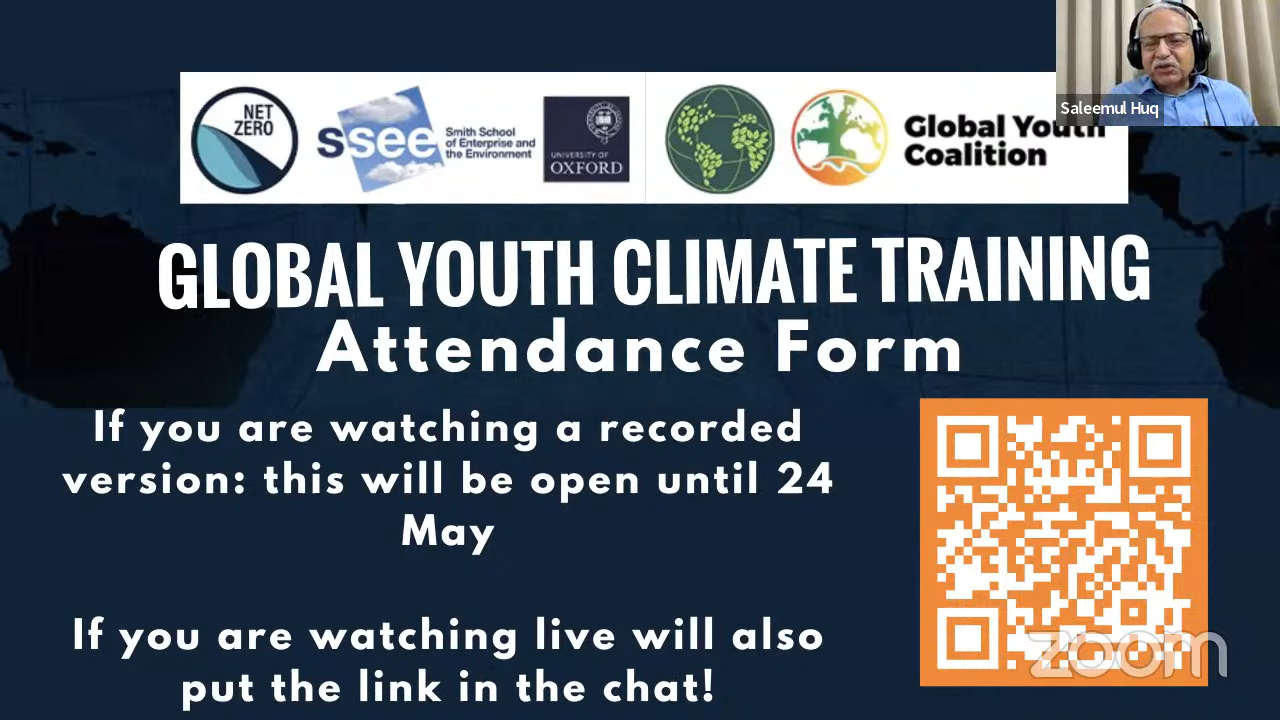 Saleemul Huq
NET
ZERO
ssee
Smith School
of Enterprise and
the Environment
UNIVERSITY OF
OXFORD
Global Youth
Coalition
GLOBAL YOUTH CLIMATE TRAINING
Attendance Form
If you are watching a recorded
version: this will be open until 24
May
If you are watching live will also
put the link in the chat!
zoom